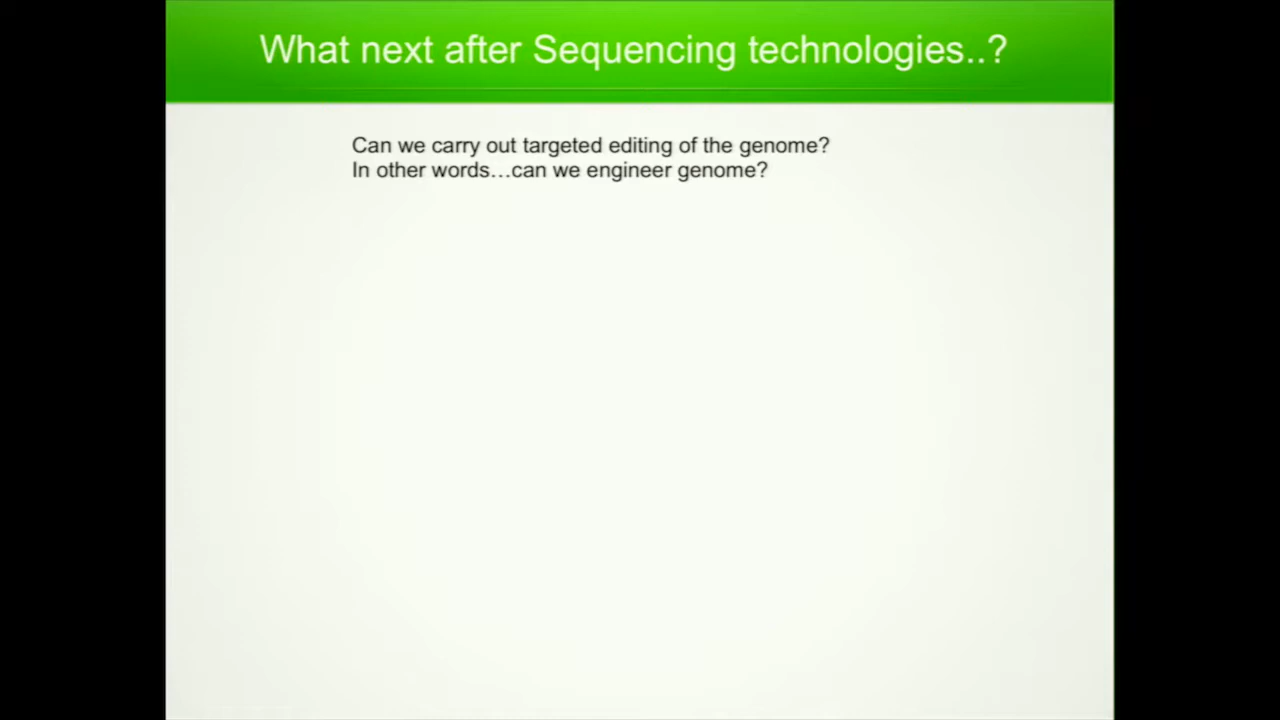 What next after Sequencing technologies..?
Can we carry out targeted editing of the genome?
In other words…can we engineer genome?